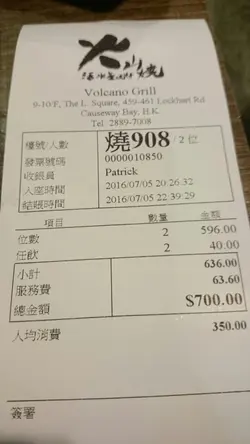 火山燒
Volcano Grill
9-10/F, The L. Square, 459-461 Lockhart Rd
Causeway Bay, H.K.
Tel: 2889-7008
檯號/人數 燒908 / 2 位
發票號碼 0000010850
收銀員 Patrick
入座時間 2016/07/05 20:26:32
結賬時間 2016/07/05 22:39:29
項目 數量 金額
位數 2 596.00
任飲 2 40.00
小計 636.00
服務費 63.60
總金額 $700.00
人均消費 350.00
簽署